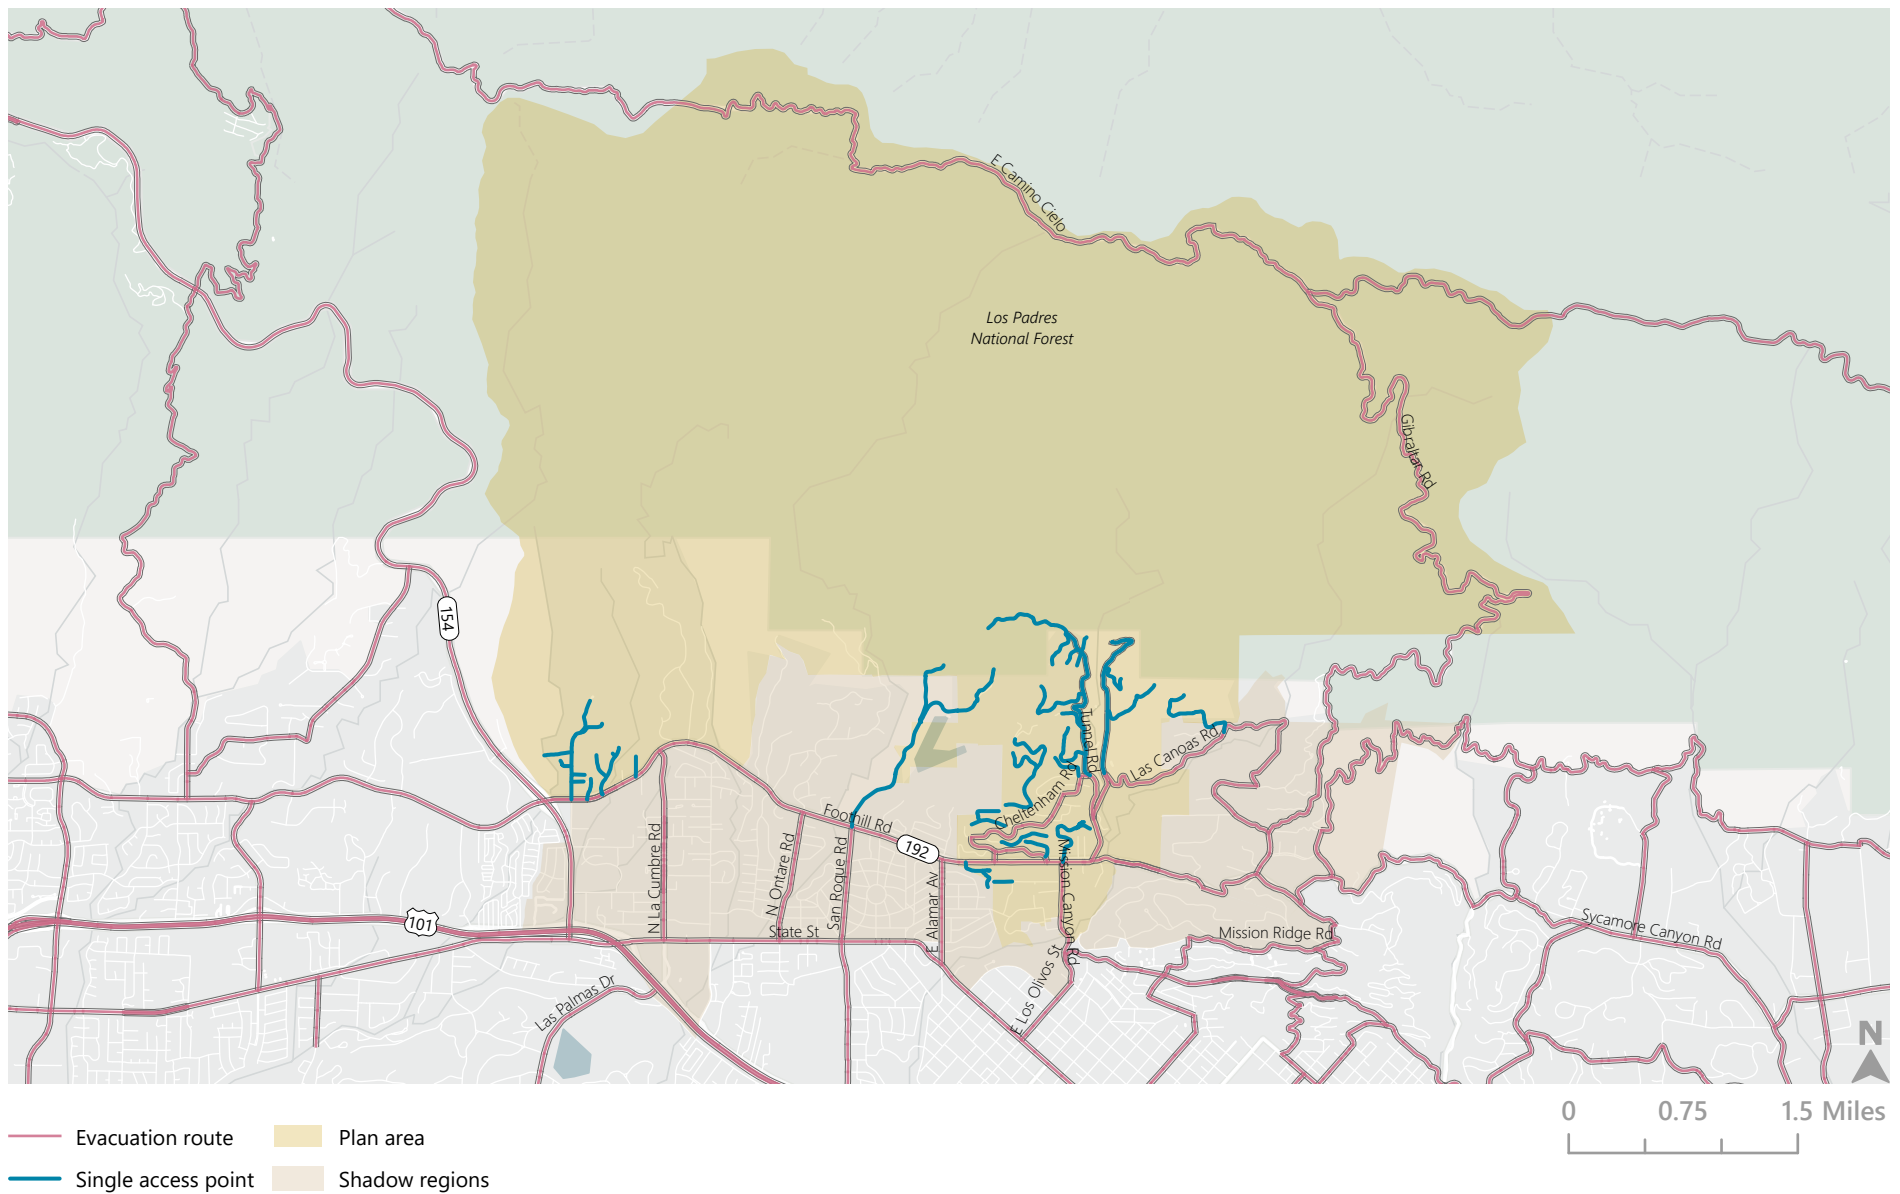 E Camino Cielo
Los Padres
National Forest
Gibraltar Rd
154
Tunnel Rd
Las Canoas Rd
Cheltenham Rd
Foothill Rd
192
N La Cumbre Rd
N Ontare Rd
San Roque Rd
E Alamar Av
Mission Canyon Rd
101
State St
Mission Ridge Rd
Sycamore Canyon Rd
Las Palmas Dr
E Los Olivos St
N
0 0.75 1.5 Miles
Evacuation route
Plan area
Single access point
Shadow regions